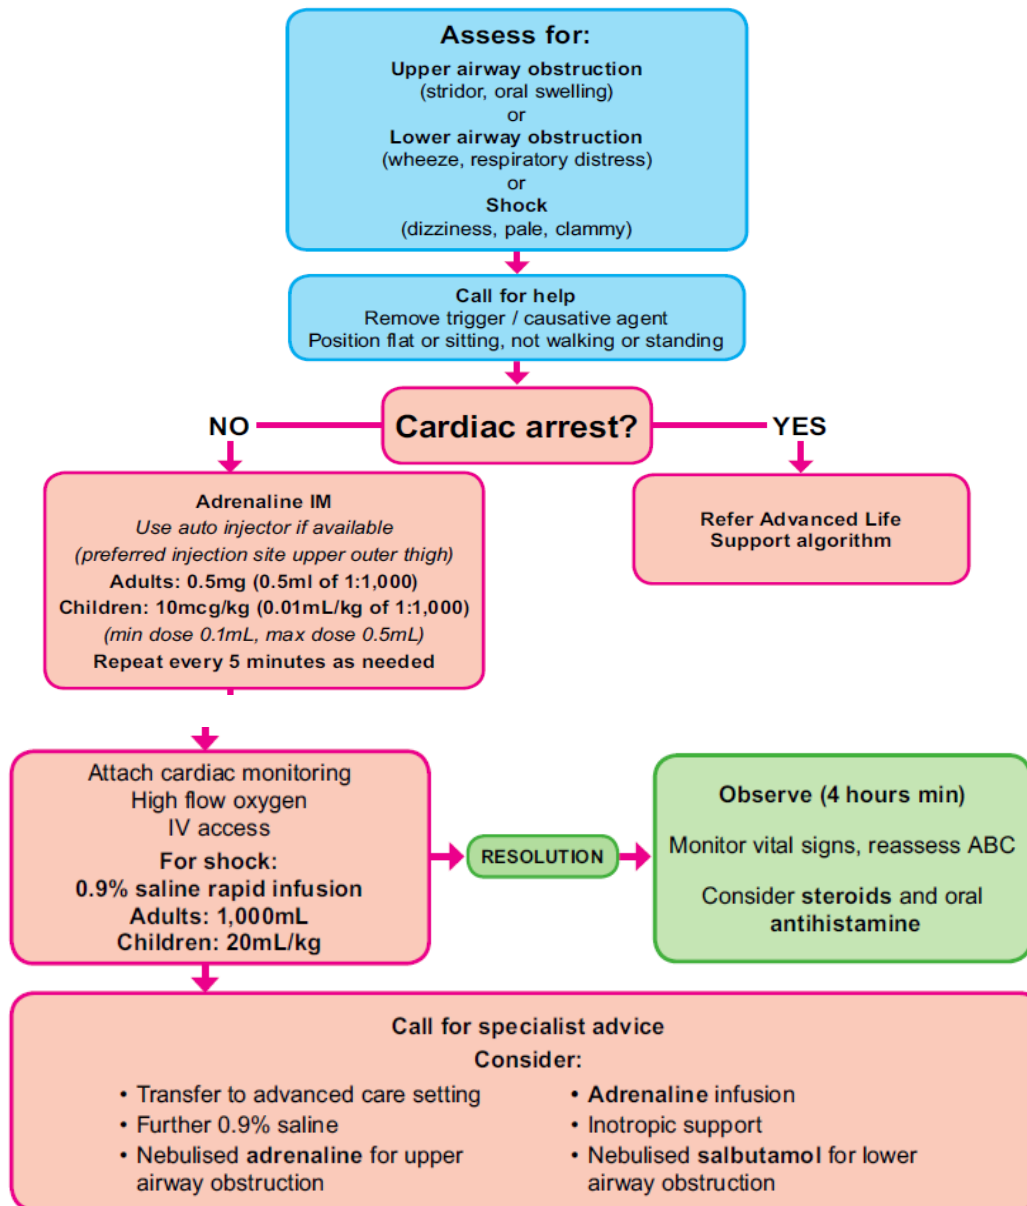 Assess for:
Upper airway obstruction
(stridor, oral swelling)
or
Lower airway obstruction
(wheeze, respiratory distress)
or
Shock
(dizziness, pale, clammy)
Call for help
Remove trigger / causative agent
Position flat or sitting, not walking or standing
Cardiac arrest?
NO
YES
Adrenaline IM
Use auto injector if available
(preferred injection site upper outer thigh)
Adults: 0.5mg (0.5ml of 1:1,000)
Children: 10mcg/kg (0.01mL/kg of 1:1,000)
(min dose 0.1mL, max dose 0.5mL)
Repeat every 5 minutes as needed
Refer Advanced Life
Support algorithm
Attach cardiac monitoring
High flow oxygen
IV access
For shock:
0.9% saline rapid infusion
Adults: 1,000mL
Children: 20mL/kg
RESOLUTION
Observe (4 hours min)
Monitor vital signs, reassess ABC
Consider steroids and oral
antihistamine
Call for specialist advice
Consider:
• Transfer to advanced care setting
• Further 0.9% saline
• Nebulised adrenaline for upper
airway obstruction
• Adrenaline infusion
• Inotropic support
• Nebulised salbutamol for lower
airway obstruction